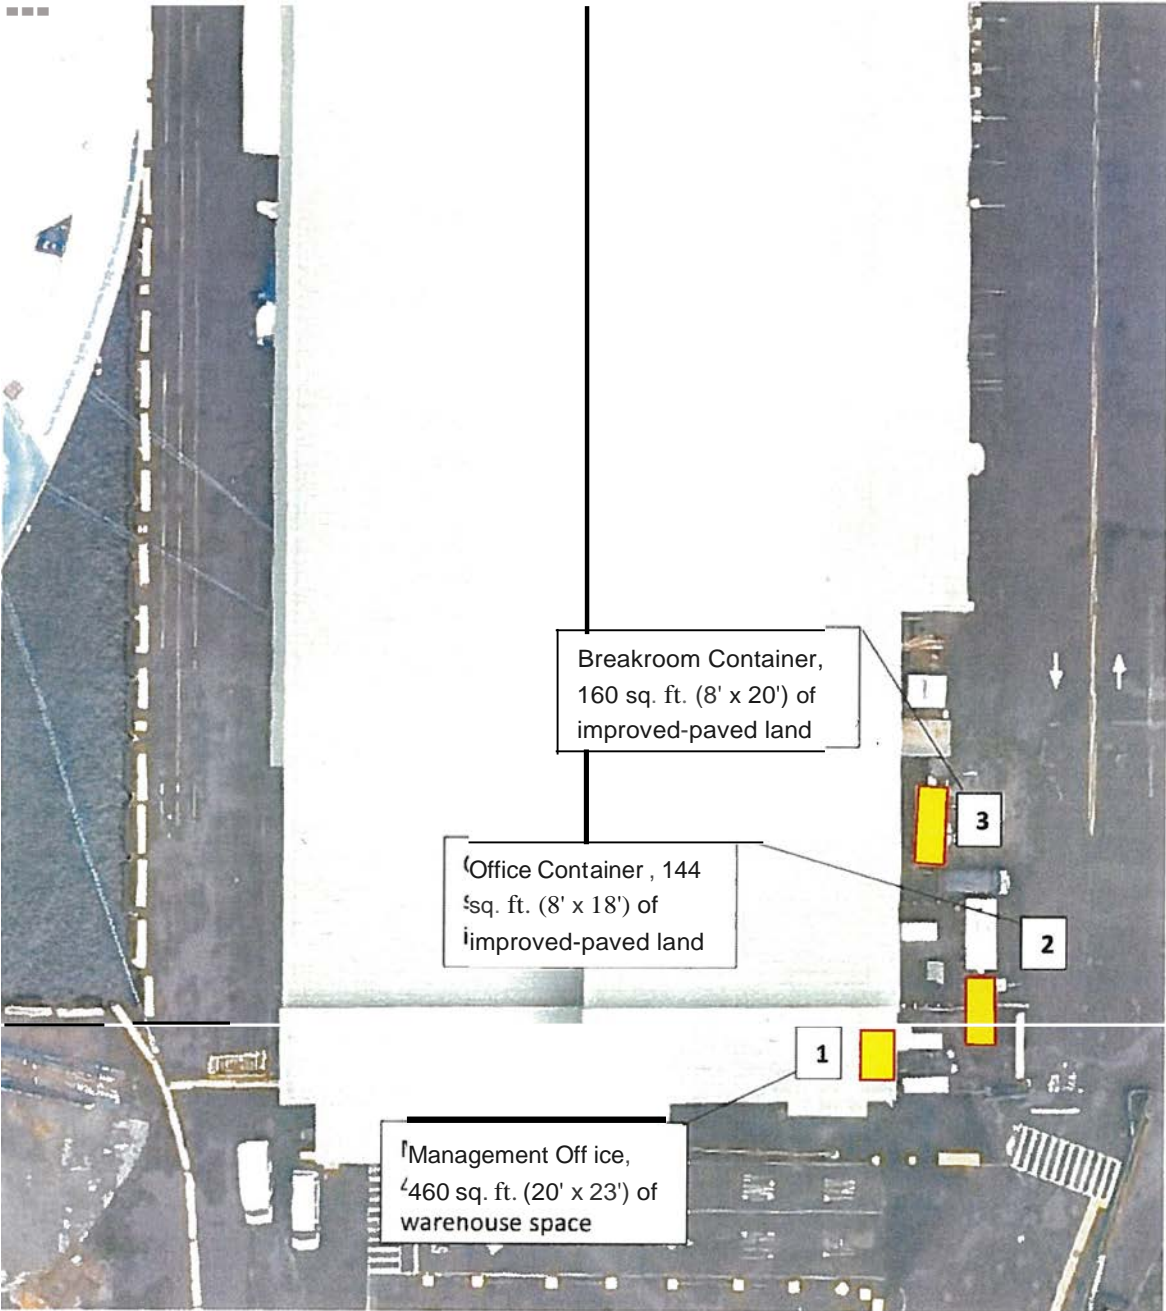 Breakroom Container,
160 sq. ft. (8' x 20') of
improved-paved land
3
Office Container , 144
sq. ft. (8' x 18') of
improved-paved land
2
1
Management Off ice,
460 sq. ft. (20' x 23') of
warehouse space